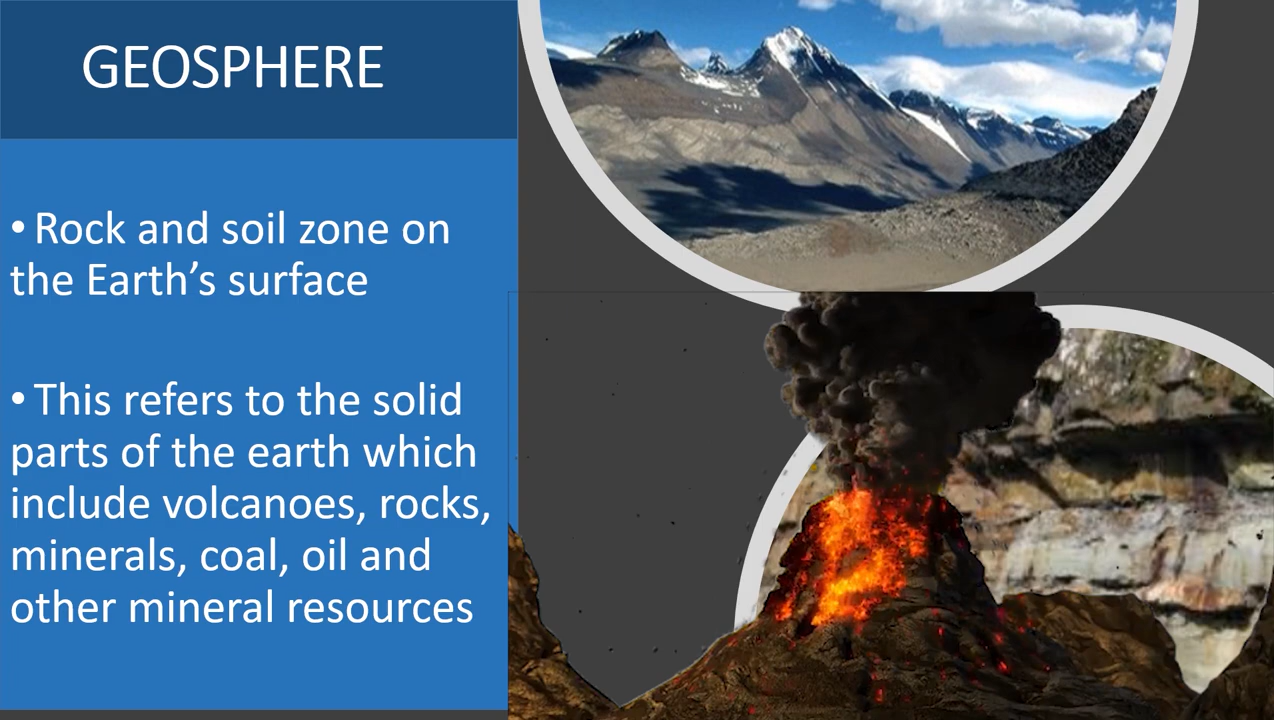 GEOSPHERE
• Rock and soil zone on
the Earth’s surface
• This refers to the solid
parts of the earth which
include volcanoes, rocks,
minerals, coal, oil and
other mineral resources